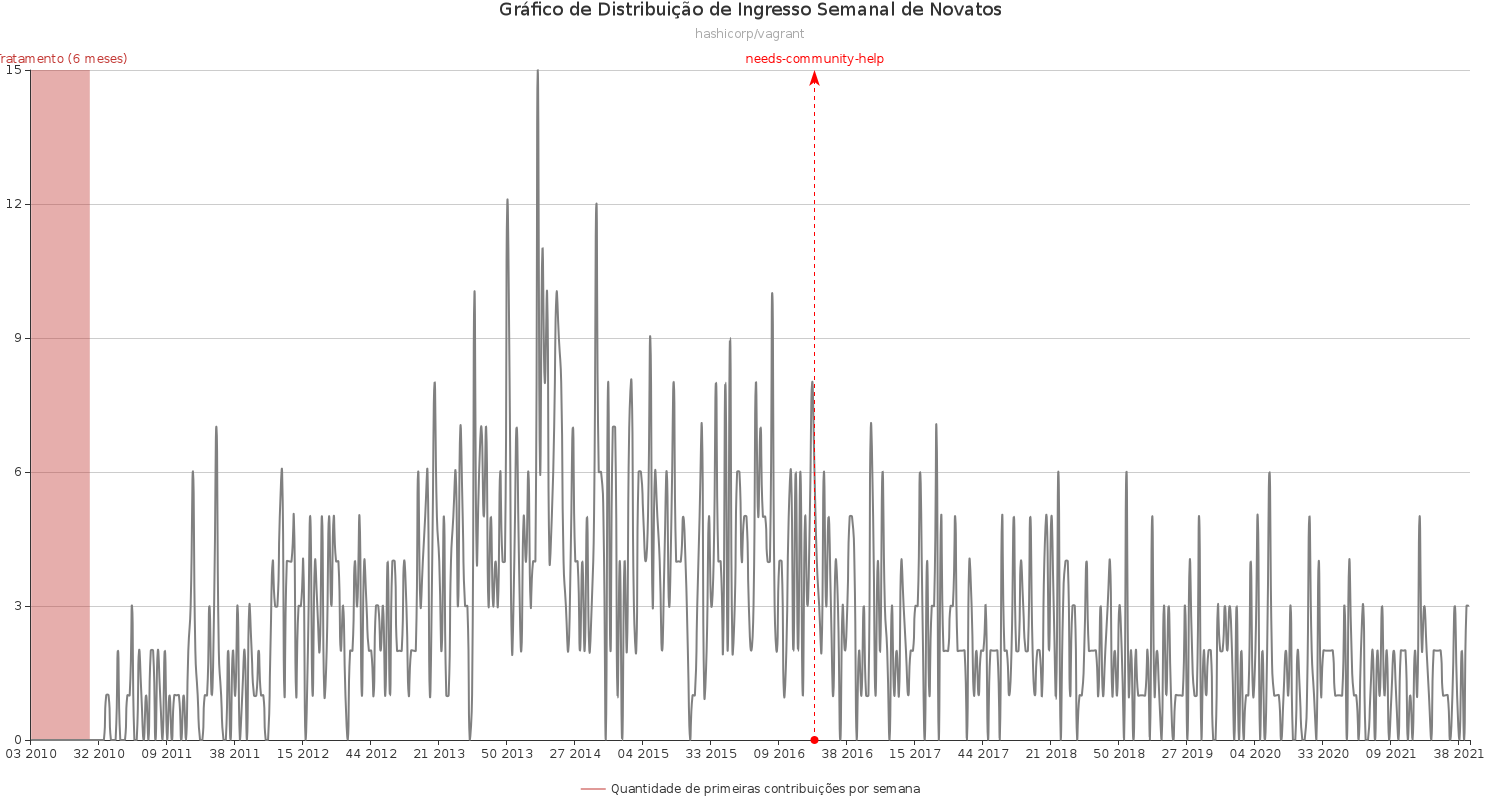 Gráfico de Distribuição de Ingresso Semanal de Novatos
hashicorp/vagrant
Tratamento (6 meses)
needs-community-help
15
12
9
6
3
0
03 2010 32 2010 09 2011 38 2011 15 2012 44 2012 21 2013 50 2013 27 2014 04 2015 33 2015 09 2016 38 2016 15 2017 44 2017 21 2018 50 2018 27 2019 04 2020 33 2020 09 2021 38 2021
Quantidade de primeiras contribuições por semana